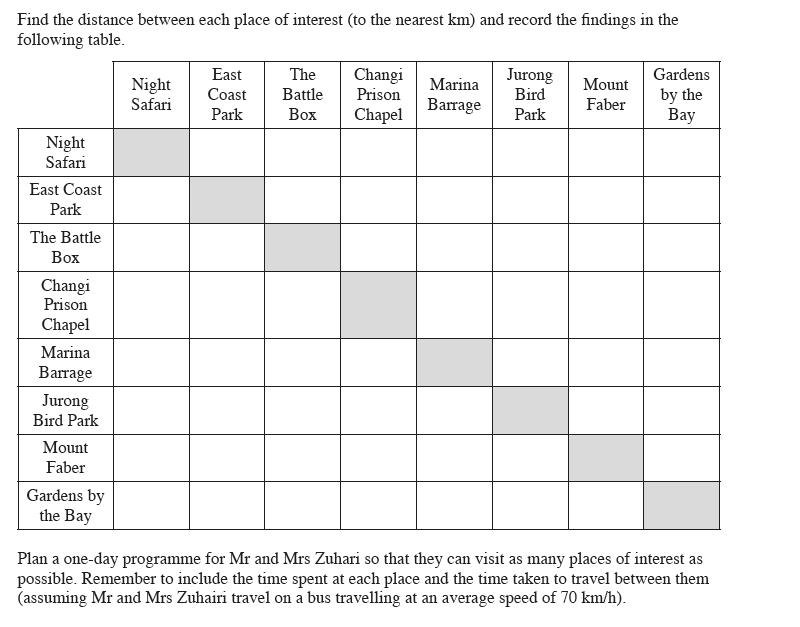 Find the distance between each place of interest (to the nearest km) and record the findings in the
following table.
Night Safari
East Coast Park
The Battle Box
Changi Prison Chapel
Marina Barrage
Jurong Bird Park
Mount Faber
Gardens by the Bay
Night
Safari
East Coast
Park
The Battle
Box
Changi
Prison
Chapel
Marina
Barrage
Jurong
Bird Park
Mount
Faber
Gardens by
the Bay
Plan a one-day programme for Mr and Mrs Zuhari so that they can visit as many places of interest as
possible. Remember to include the time spent at each place and the time taken to travel between them
(assuming Mr and Mrs Zuhairi travel on a bus travelling at an average speed of 70 km/h).